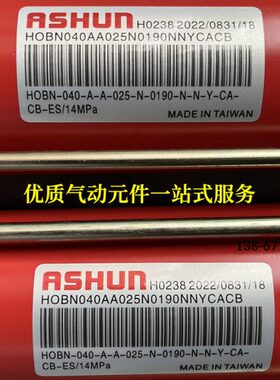 ASHUN H0238 2022/0831/18
HOBN040AA025N0190NNYCACB
HOBN-040-A-A-025-N-0190-N-N-Y-CA-
CB-ES/14MPa
MADE IN TAIWAN
优质气动元件一站式服务
ASHUN H0238 2022/0831/18
HOBN040AA025N0190NNYCACB
HOBN-040-A-A-025-N-0190-N-N-Y-CA-
CB-ES/14MPa
MADE IN TAIWAN